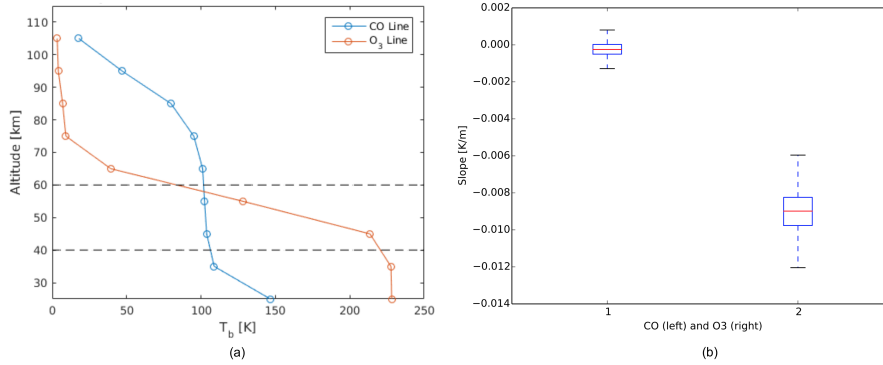 110
100
90
80
70
60
50
40
30
Altitude [km]
CO Line
O3 Line
0 50 100 150 200 250
Tb [K]
(a)
0.002
0.000
−0.002
−0.004
−0.006
−0.008
−0.010
−0.012
−0.014
Slope [K/m]
1 2
CO (left) and O3 (right)
(b)